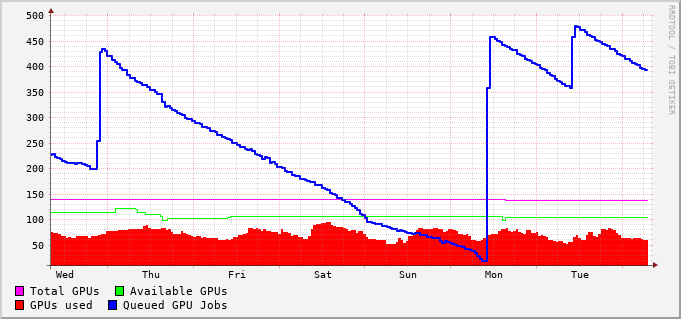 500
450
400
350
300
250
200
150
100
50
Wed Thu Fri Sat Sun Mon Tue
Total GPUs Available GPUs
GPUs used Queued GPU Jobs
RRDTOOL / TOBI OETIKER